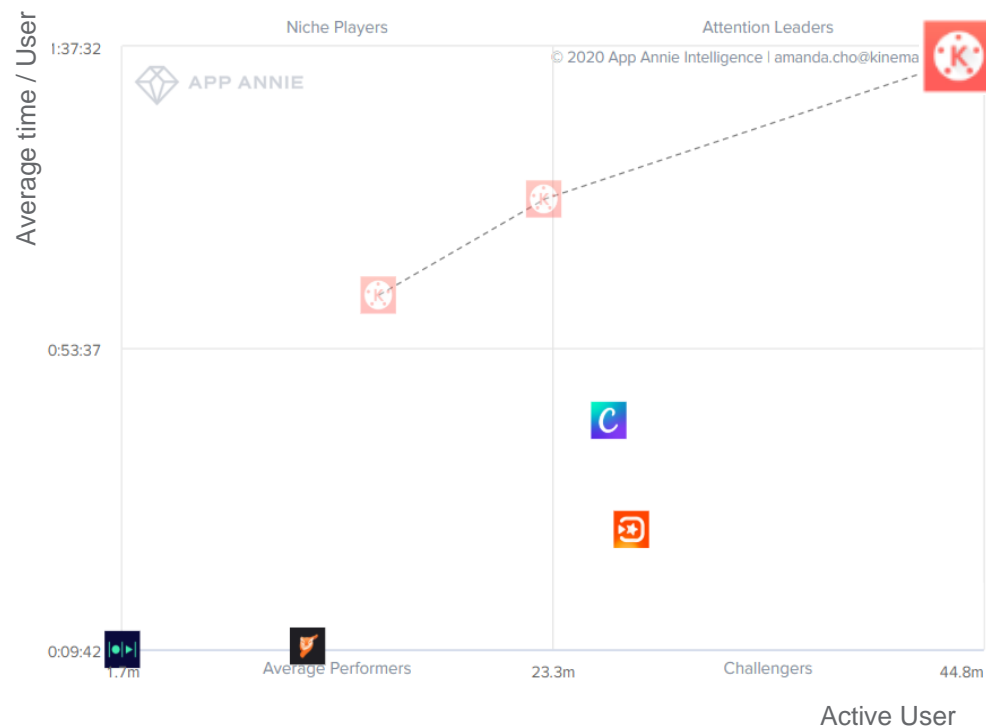 Average time / User
Niche Players
Attention Leaders
1:37:32
© 2020 App Annie Intelligence | amanda.cho@kinema
APP ANNIE
K
K
K
0:53:37
C
0:09:42
1.7m
Average Performers
23.3m
Challengers
44.8m
Active User